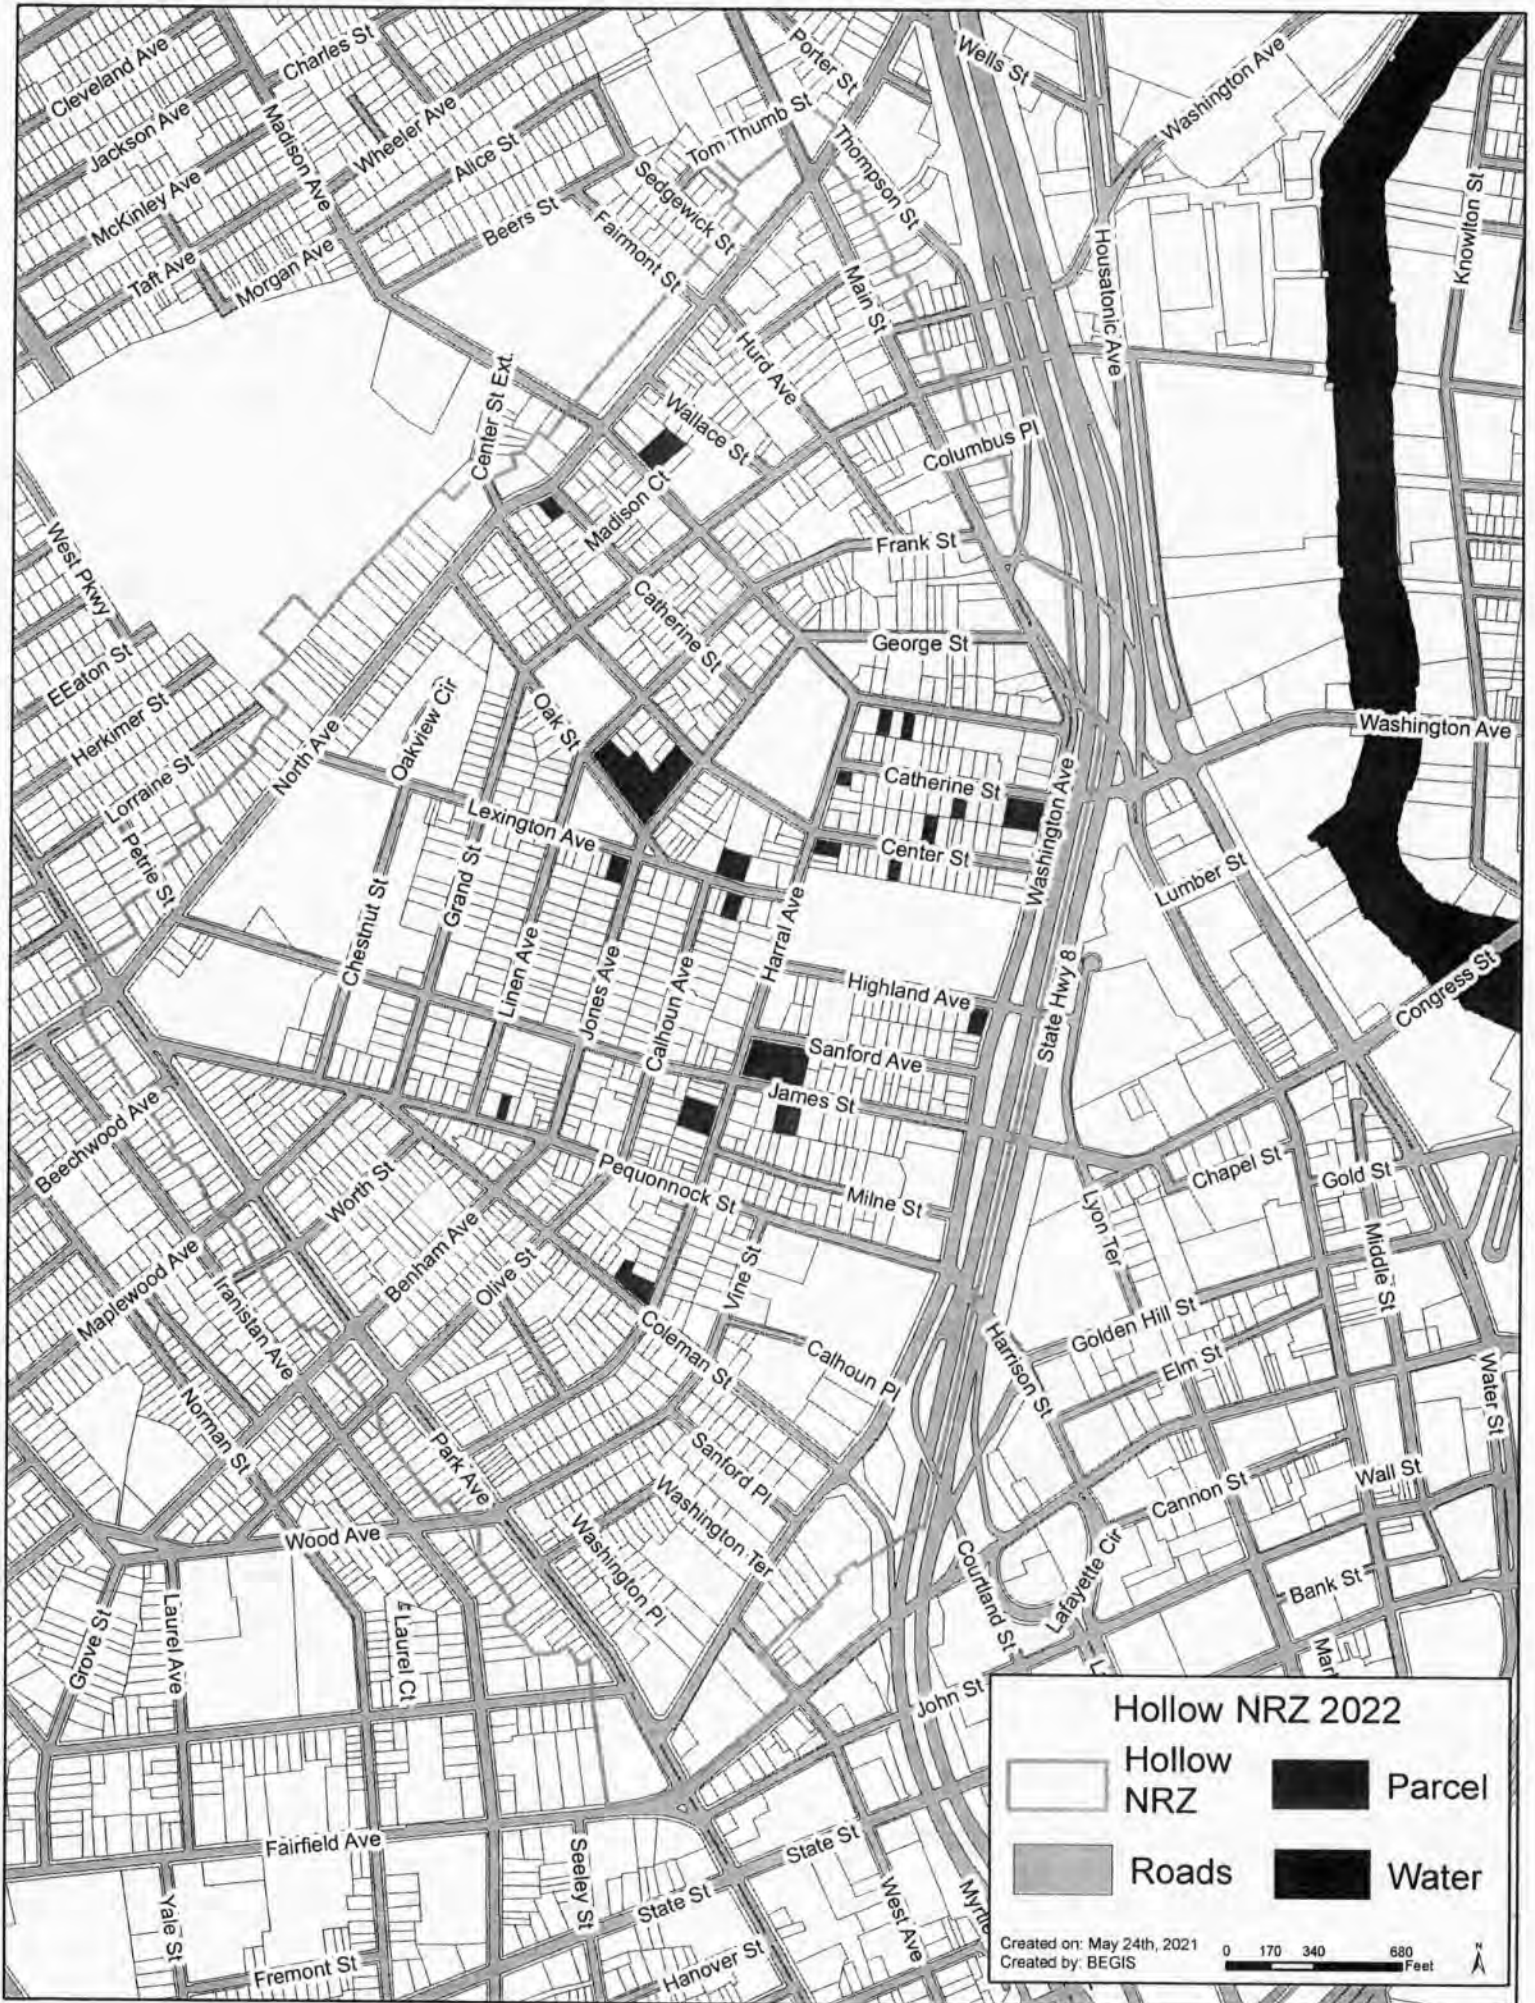 Cleveland Ave
Charles St
Porter St
Wells St
Washington Ave
Jackson Ave
Madison Ave
Wheeler Ave
Tom Thumb St
Thompson St
McKinley Ave
Alice St
Sedgewick St
Knowlton St
Taft Ave
Morgan Ave
Beers St
Fairmont St
Main St
Housatonic Ave
Center St Ext.
Hurd Ave
Wallace St
Columbus Pl
Madison Ct
Frank St
West Pkwy
Catherine St
George St
EEaton St
Herkimer St
Oakview Cir
Oak St
Washington Ave
North Ave
Lorraine St
Catherine St
Petrie St
Lexington Ave
Center St
Washington Ave
Lumber St
Grand St
Chestnut St
Harral Ave
Linen Ave
Jones Ave
Calhoun Ave
Highland Ave
State Hwy 8
Congress St
Sanford Ave
James St
Beechwood Ave
Worth St
Pequonnock St
Milne St
Chapel St
Gold St
Lyon Ter
Middle St
Maplewood Ave
Iranistan Ave
Benham Ave
Olive St
Vine St
Golden Hill St
Coleman St
Calhoun Pl
Harrison St
Elm St
Water St
Norman St
Park Ave
Sanford Pl
Washington Ter
Cannon St
Wall St
Wood Ave
Washington Pl
Courtland St
Lafayette Cir
Bank St
Grove St
Laurel Ave
Laurel Ct
John St
Fairfield Ave
Seeley St
State St
State St
West Ave
Yale St
Fremont St
Hanover St
Hollow NRZ 2022
Hollow
NRZ
Parcel
Roads
Water
Created on: May 24th, 2021
Created by: BEGIS
0 170 340 680
Feet
N